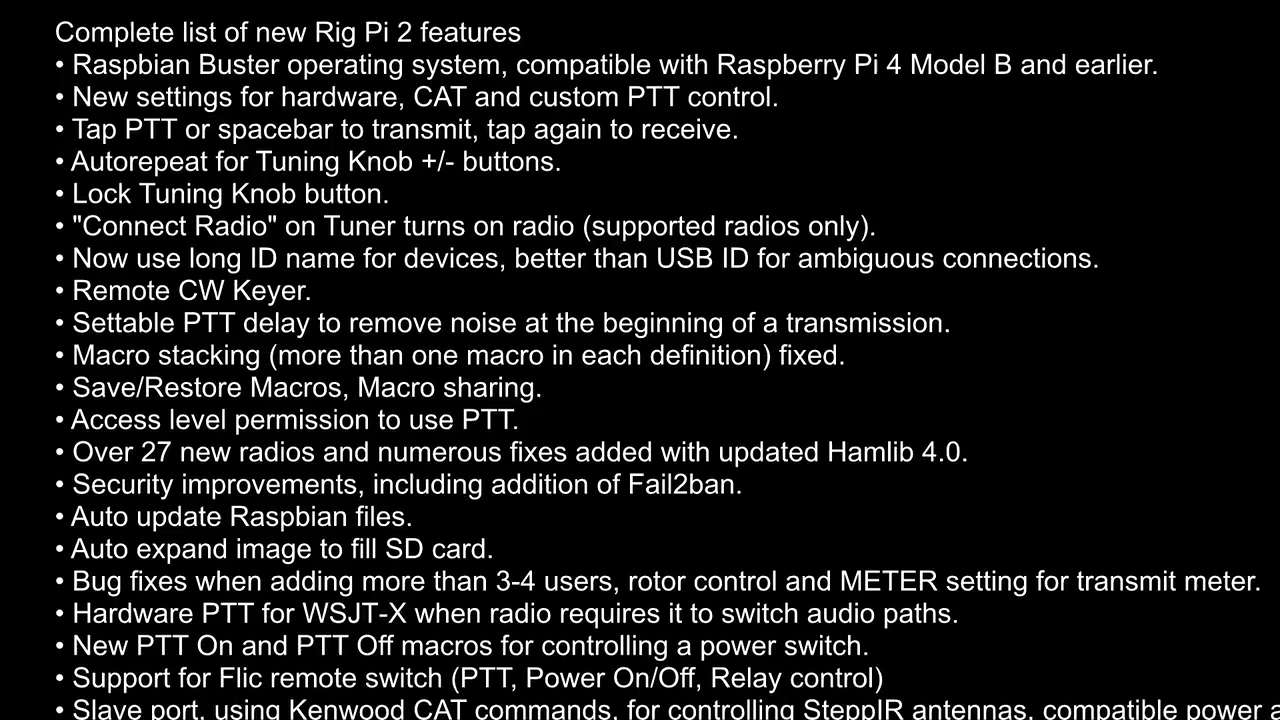 Complete list of new Rig Pi 2 features
• Raspbian Buster operating system, compatible with Raspberry Pi 4 Model B and earlier.
• New settings for hardware, CAT and custom PTT control.
• Tap PTT or spacebar to transmit, tap again to receive.
• Autorepeat for Tuning Knob +/- buttons.
• Lock Tuning Knob button.
• "Connect Radio" on Tuner turns on radio (supported radios only).
• Now use long ID name for devices, better than USB ID for ambiguous connections.
• Remote CW Keyer.
• Settable PTT delay to remove noise at the beginning of a transmission.
• Macro stacking (more than one macro in each definition) fixed.
• Save/Restore Macros, Macro sharing.
• Access level permission to use PTT.
• Over 27 new radios and numerous fixes added with updated Hamlib 4.0.
• Security improvements, including addition of Fail2ban.
• Auto update Raspbian files.
• Auto expand image to fill SD card.
• Bug fixes when adding more than 3-4 users, rotor control and METER setting for transmit meter.
• Hardware PTT for WSJT-X when radio requires it to switch audio paths.
• New PTT On and PTT Off macros for controlling a power switch.
• Support for Flic remote switch (PTT, Power On/Off, Relay control)
• Slave port, using Kenwood CAT commands, for controlling SteppIR antennas, compatible power